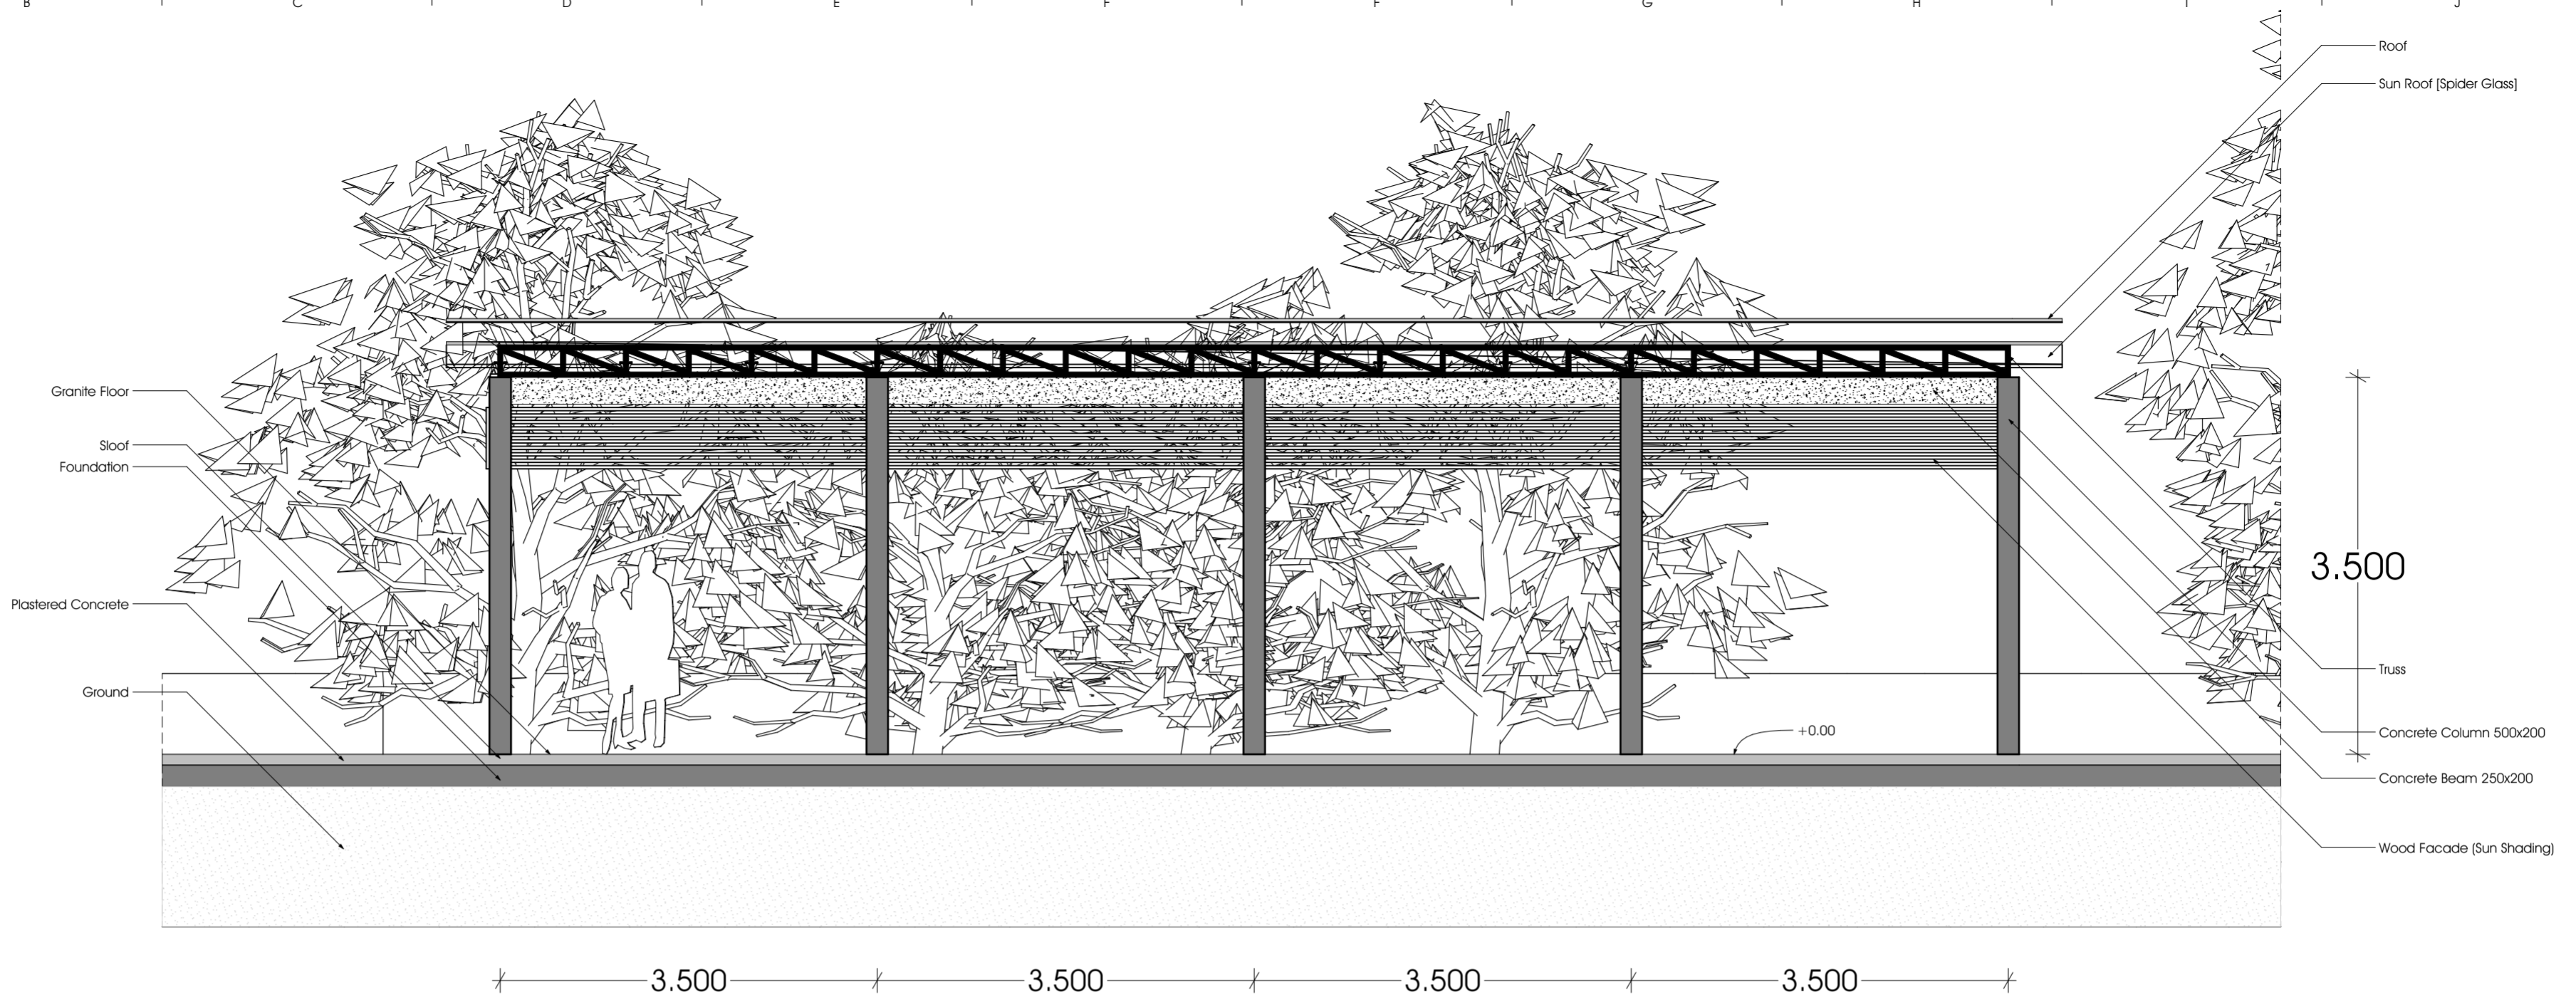 B C D E F F G H I J
Roof
Sun Roof [Spider Glass]
Granite Floor
Sloof
Foundation
3.500
Plastered Concrete
Truss
Ground
+0.00
Concrete Column 500x200
Concrete Beam 250x200
Wood Facade (Sun Shading)
3.500 3.500 3.500 3.500